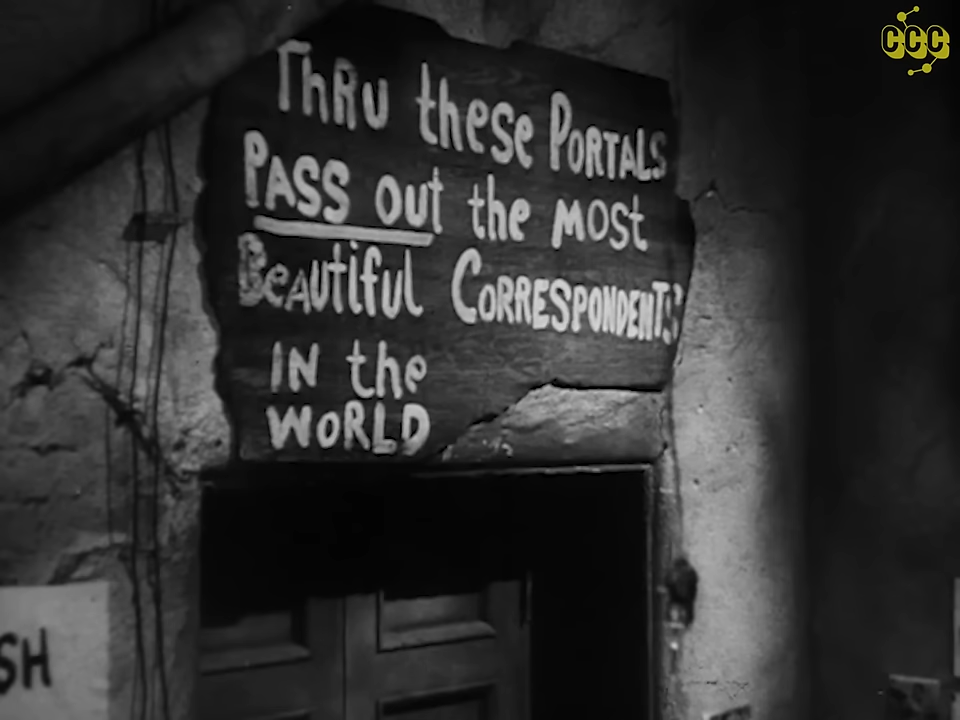 CCC
ThRU these PORTALS
PASS out the MOSt
BeAUtiful CORRESPONDENTS
IN the
WORLD
SH